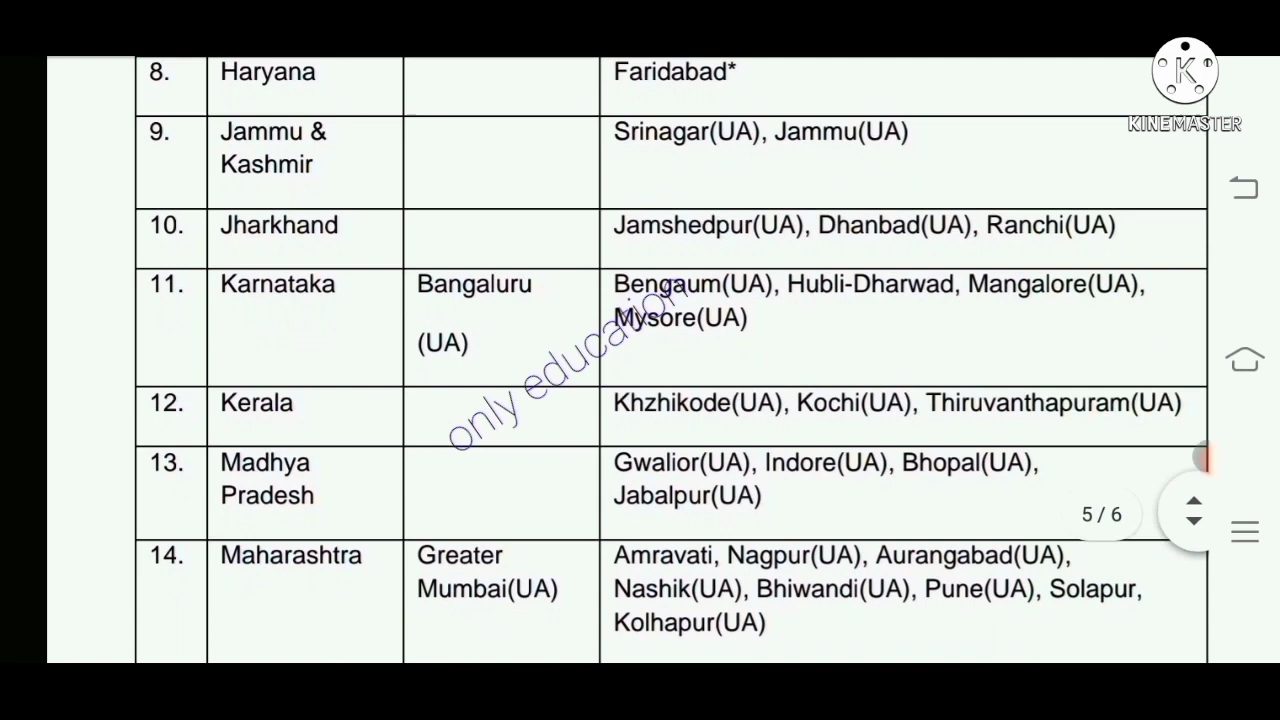 KINEMASTER
8. Haryana Faridabad*
9. Jammu & Srinagar(UA), Jammu(UA)
Kashmir
10. Jharkhand Jamshedpur(UA), Dhanbad(UA), Ranchi(UA)
11. Karnataka Bangaluru Bengaum(UA), Hubli-Dharwad, Mangalore(UA),
Mysore(UA)
(UA)
only education
12. Kerala Khzhikode(UA), Kochi(UA), Thiruvanthapuram(UA)
13. Madhya Gwalior(UA), Indore(UA), Bhopal(UA),
Pradesh Jabalpur(UA)
5 / 6
14. Maharashtra Greater Amravati, Nagpur(UA), Aurangabad(UA),
Mumbai(UA) Nashik(UA), Bhiwandi(UA), Pune(UA), Solapur,
Kolhapur(UA)